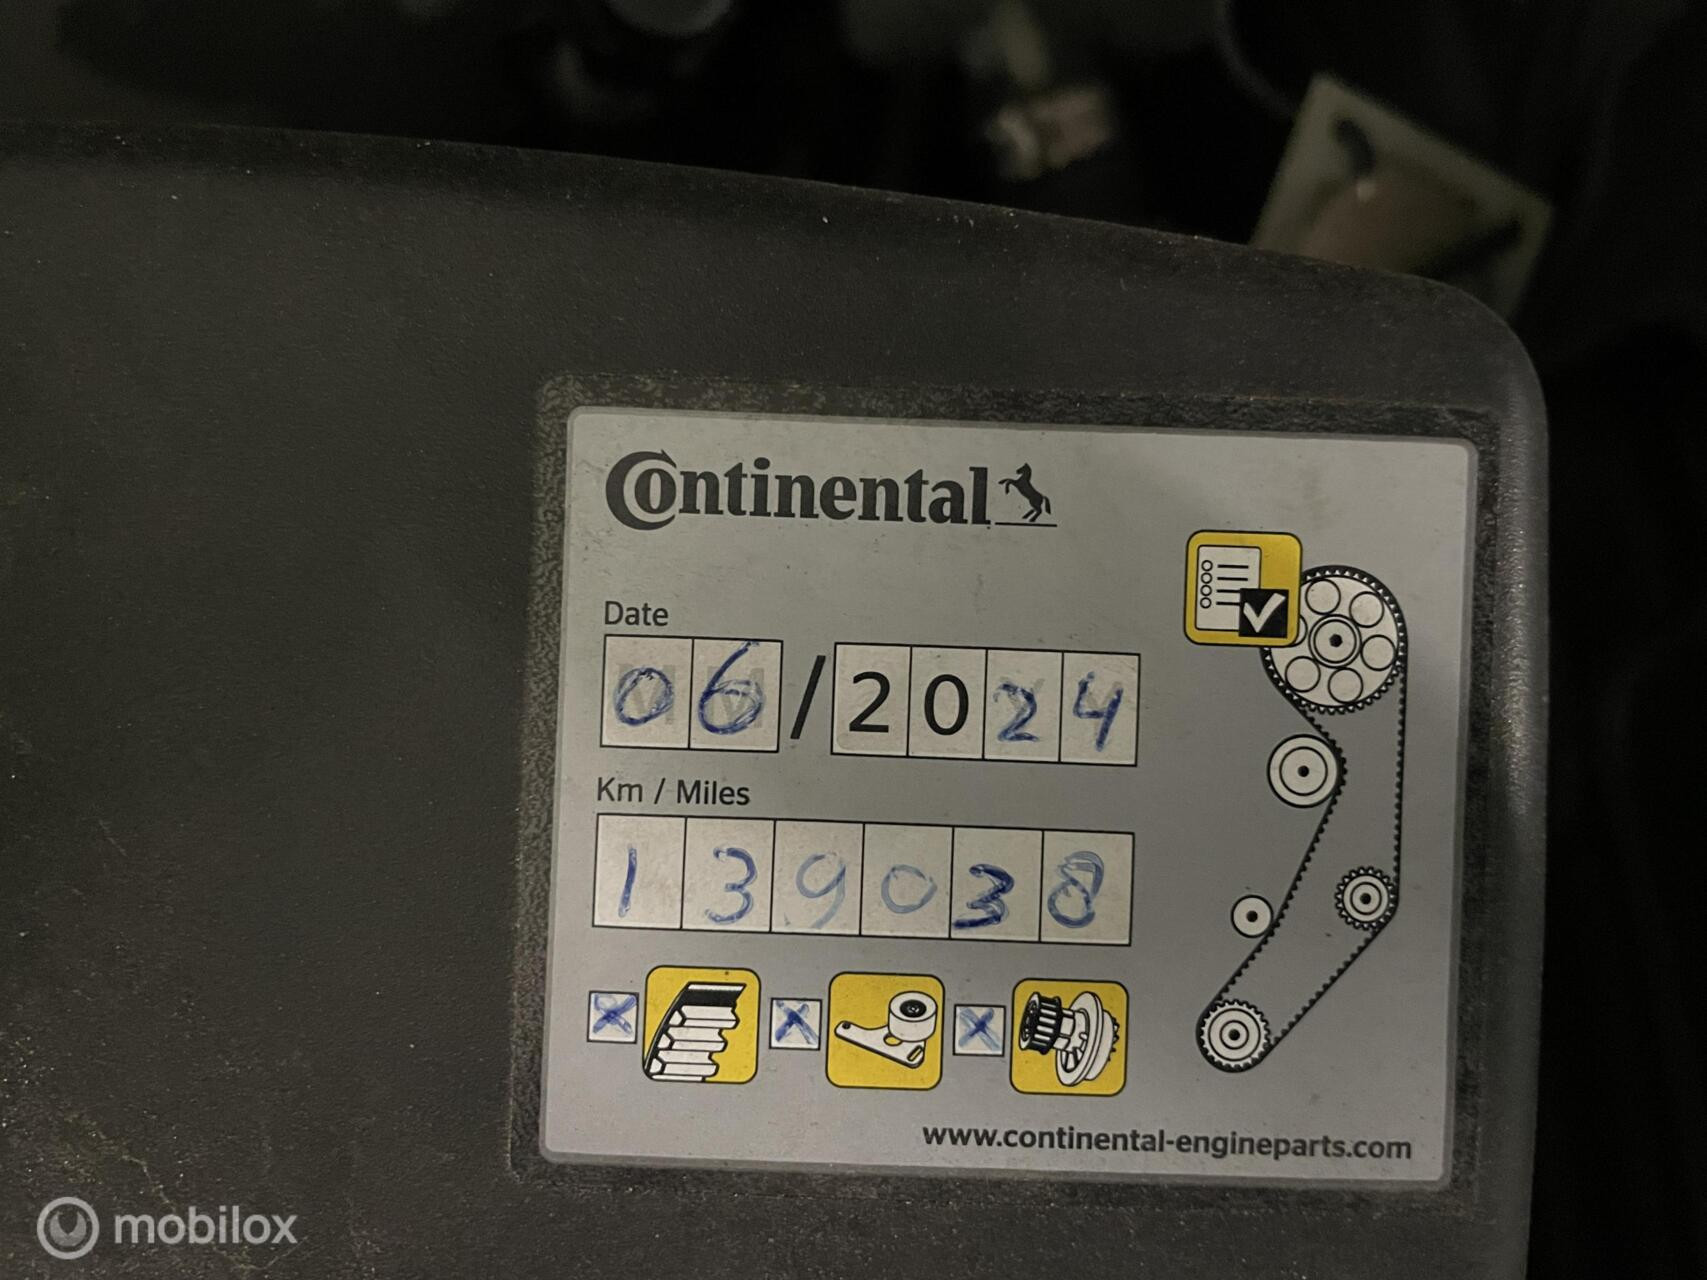 Continental
Date
06/2024
Km / Miles
139038
www.continental-engineparts.com
mobilox